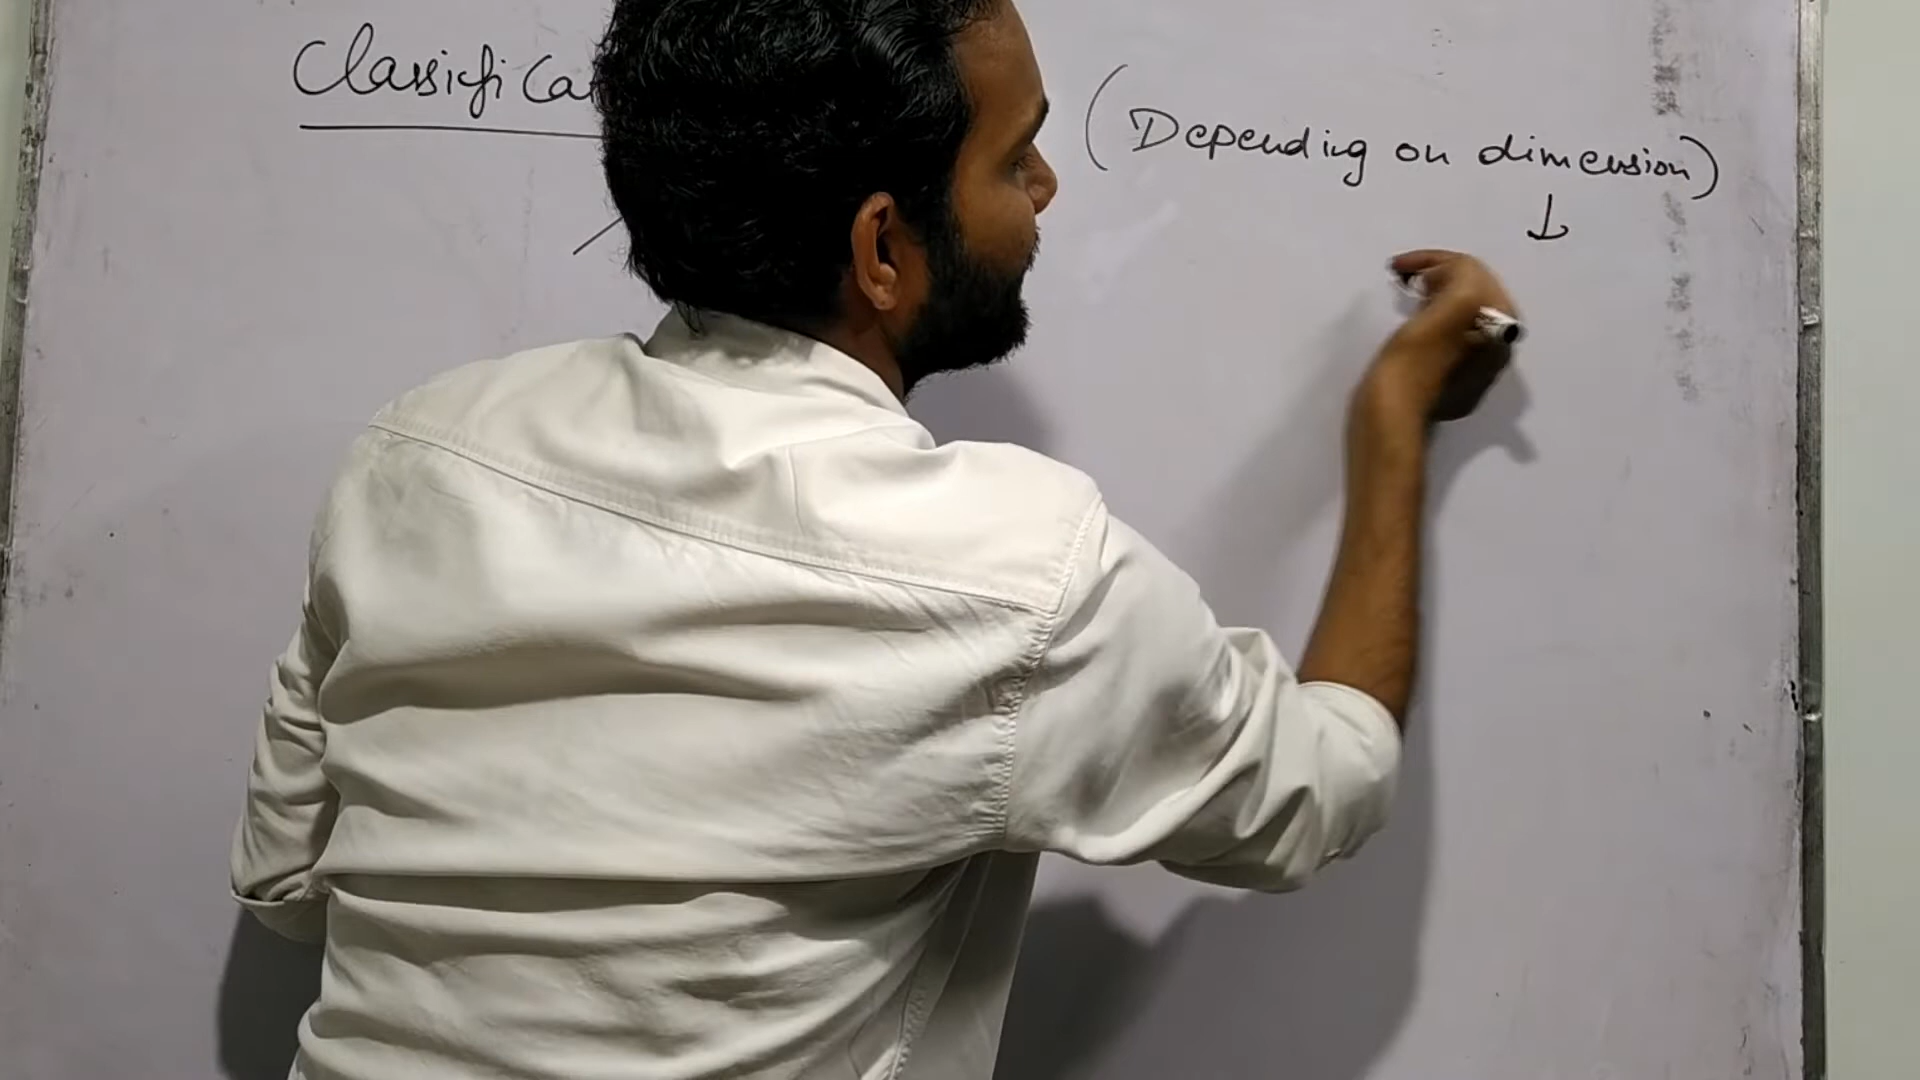 Classifica
(Depending on dimension)
↓